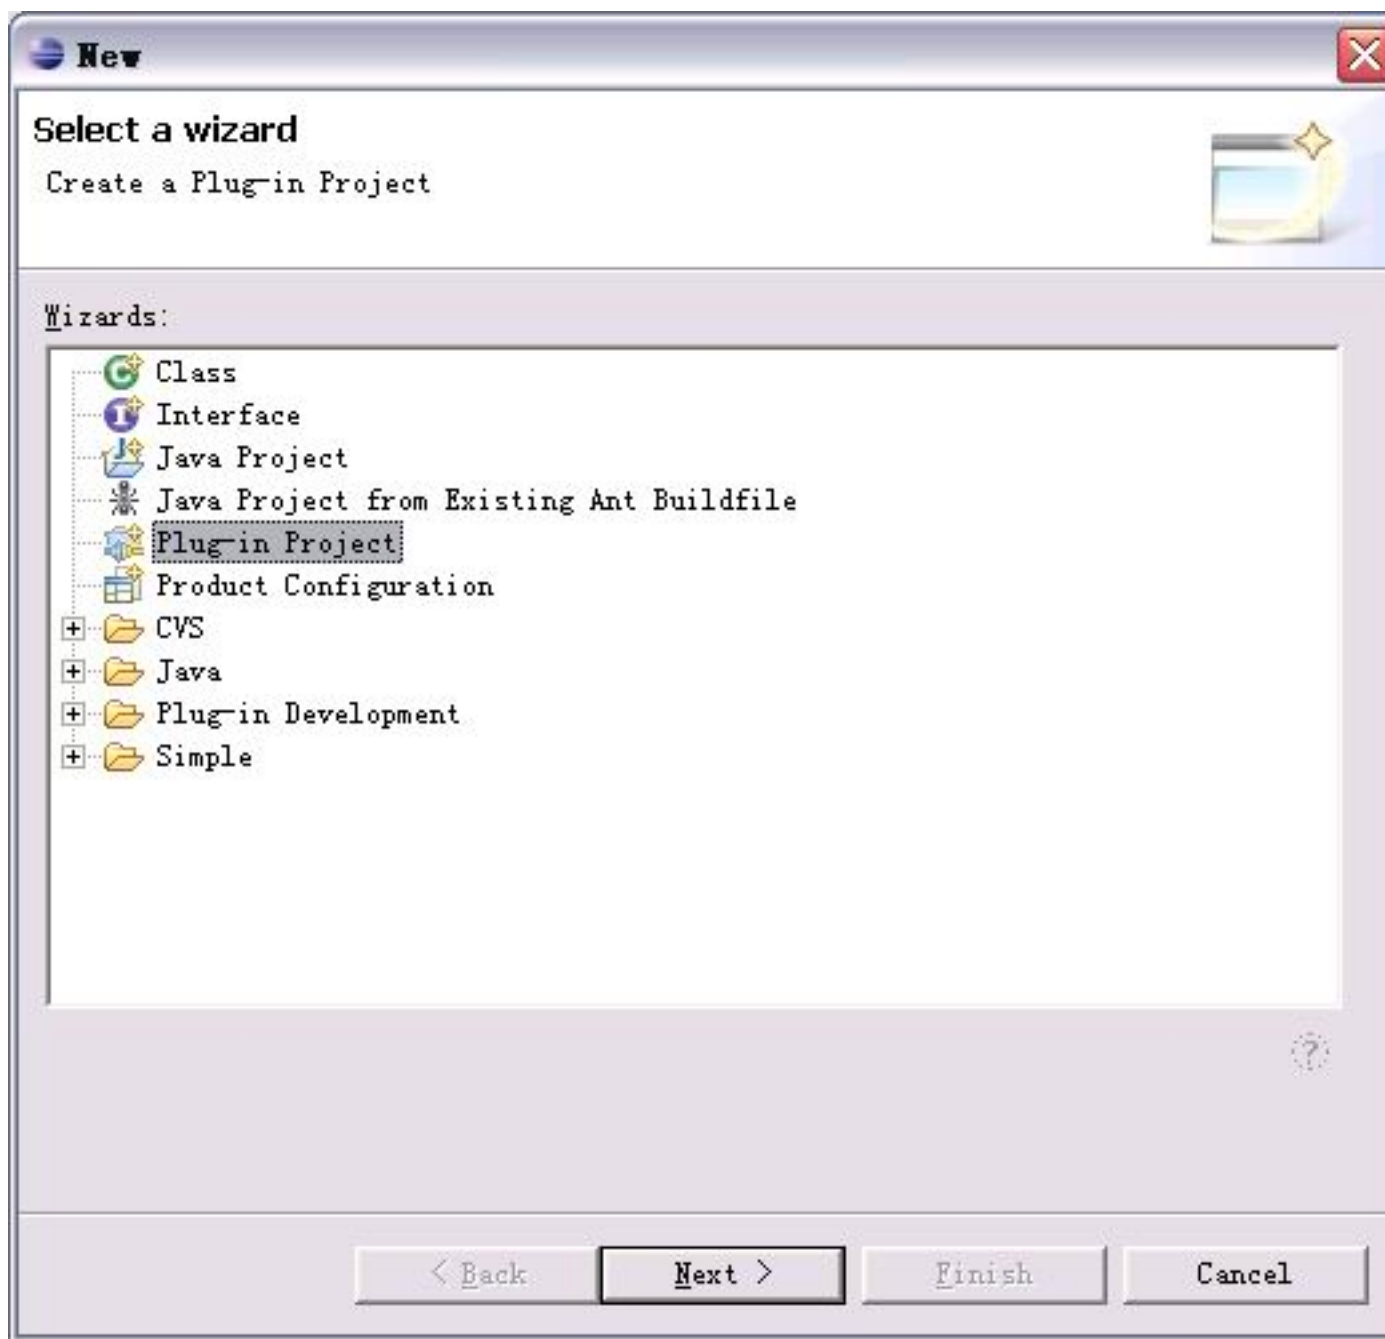 New
Select a wizard
Create a Plug-in Project
Wizards:
Class
Interface
Java Project
Java Project from Existing Ant Buildfile
Plug-in Project
Product Configuration
CVS
Java
Plug-in Development
Simple
?
< Back Next > Finish Cancel